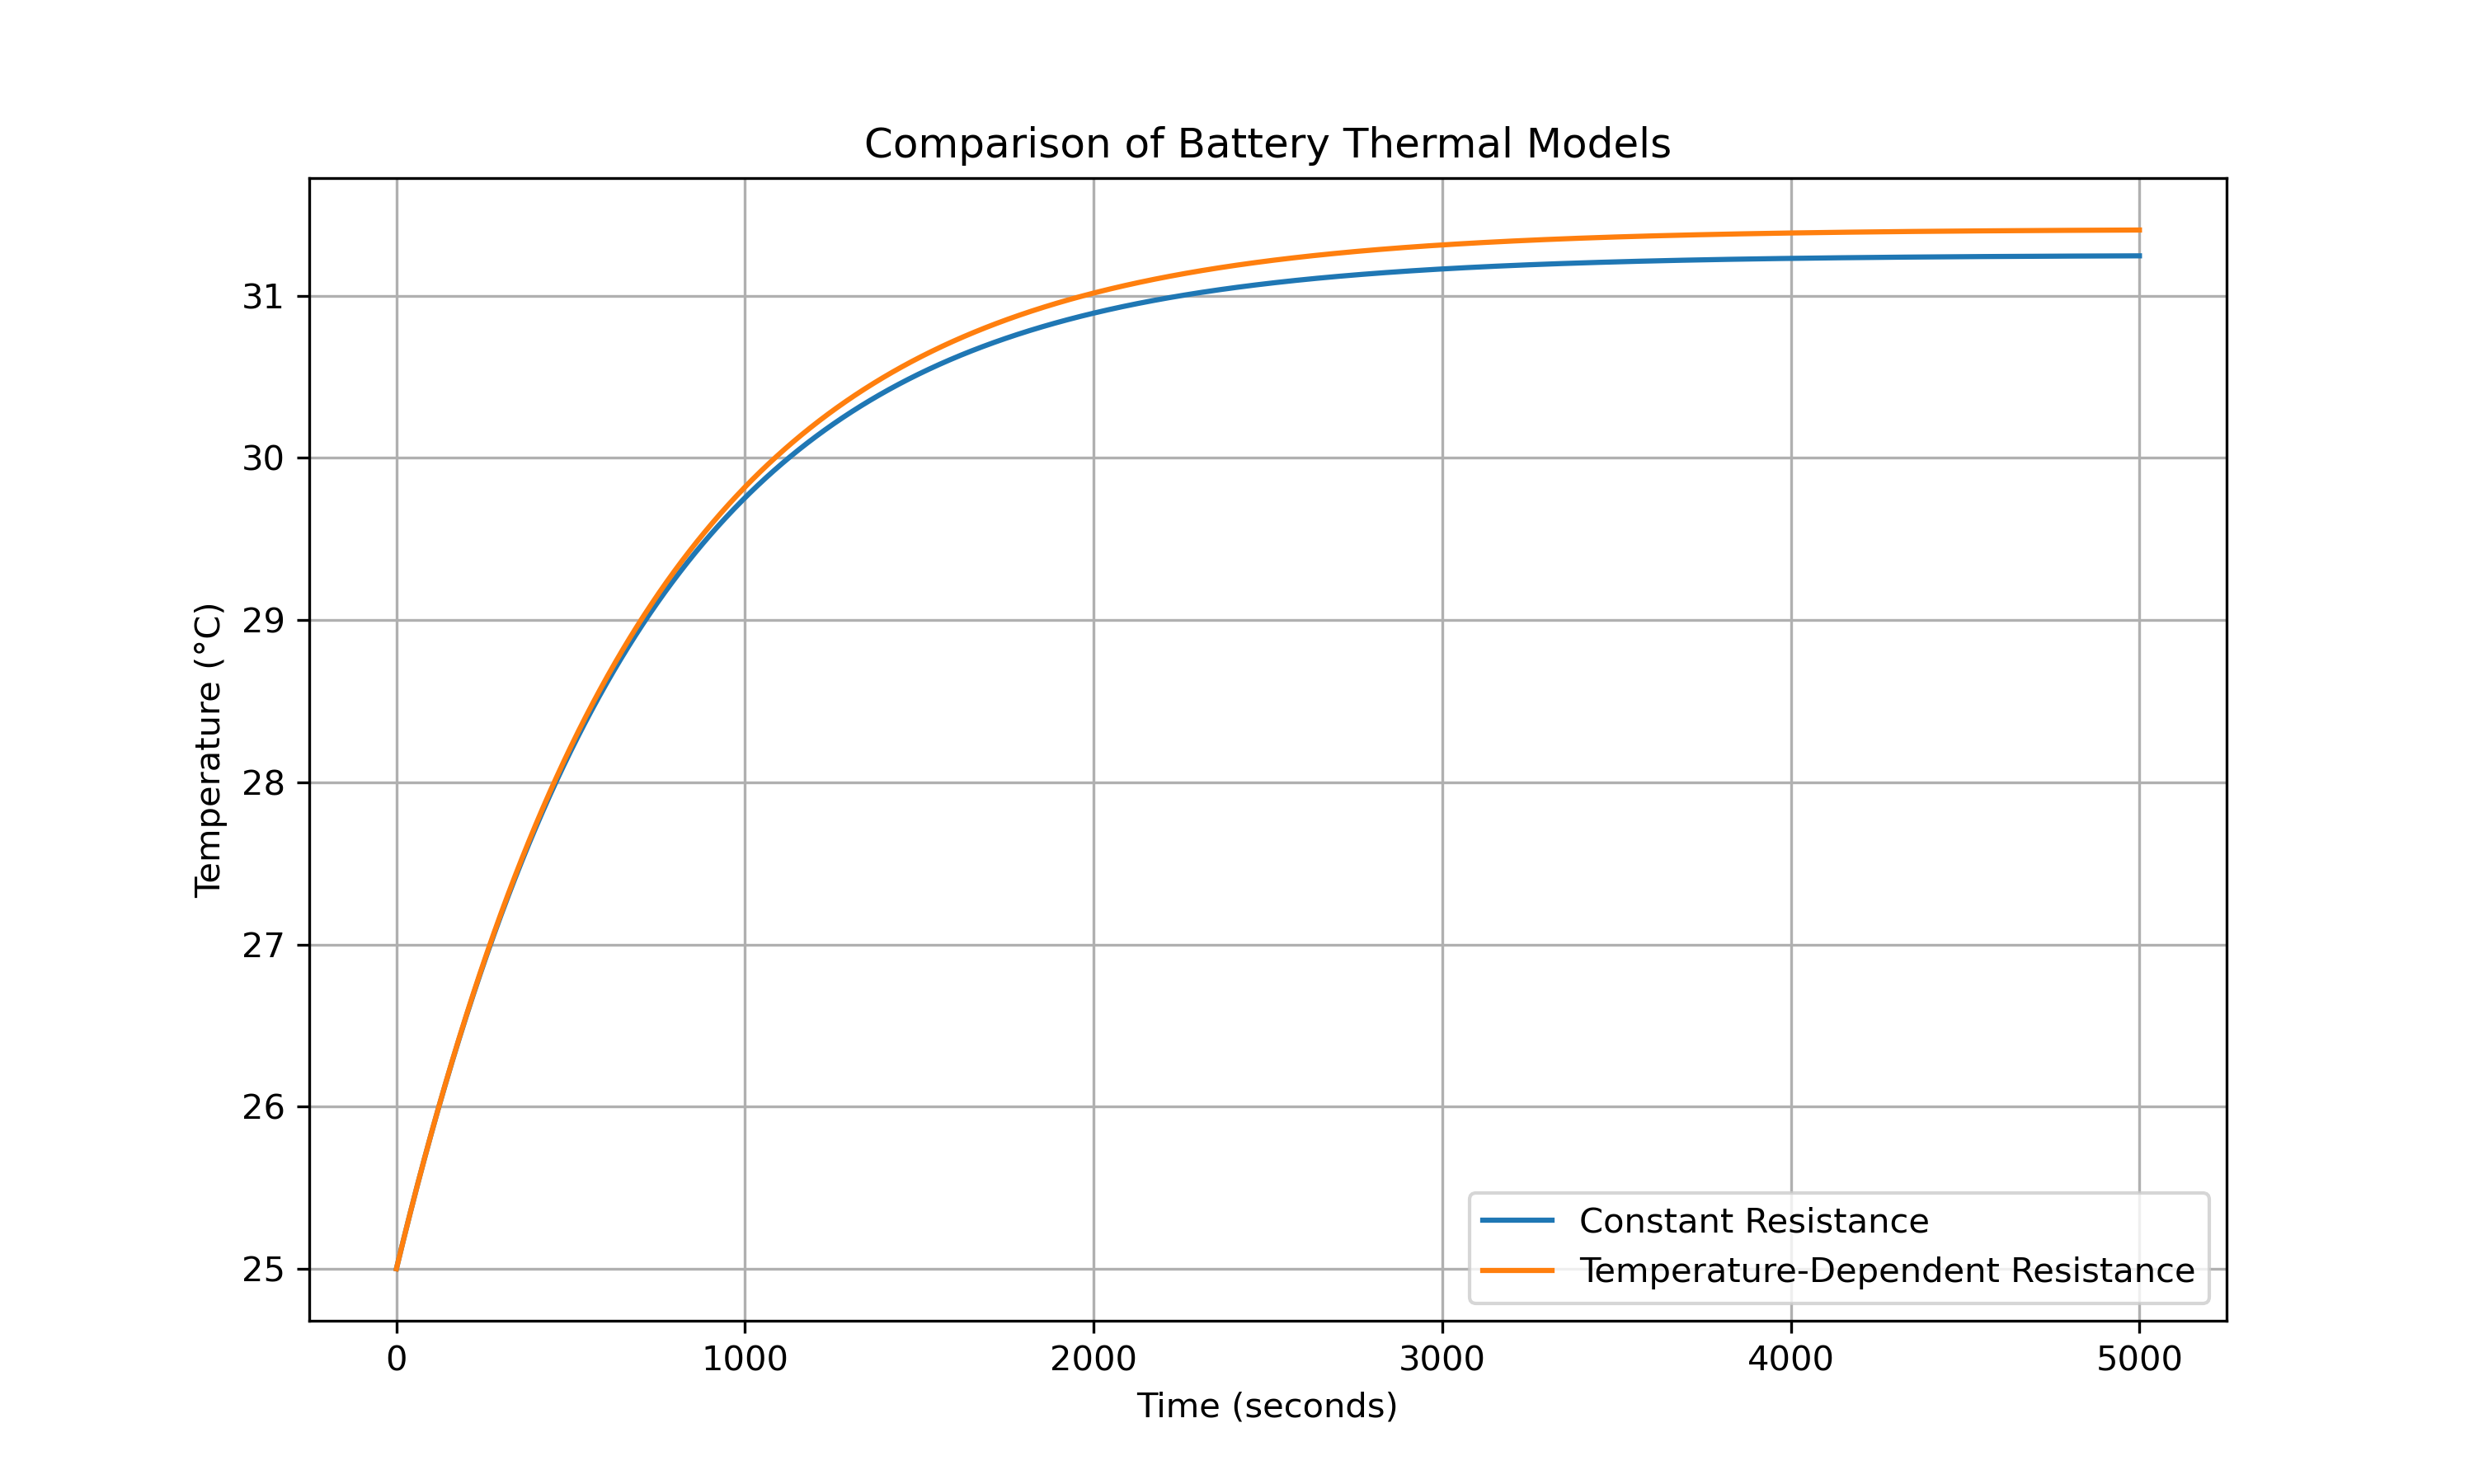 Comparison of Battery Thermal Models
Temperature (°C)
31
30
29
28
27
26
25
Constant Resistance
Temperature-Dependent Resistance
0 1000 2000 3000 4000 5000
Time (seconds)